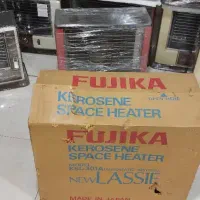 FUJIKA
KEROSENE
SPACE HEATER
FUJIKA
KEROSENE
SPACE HEATER
NEW LASSIE
MADE IN JAPAN